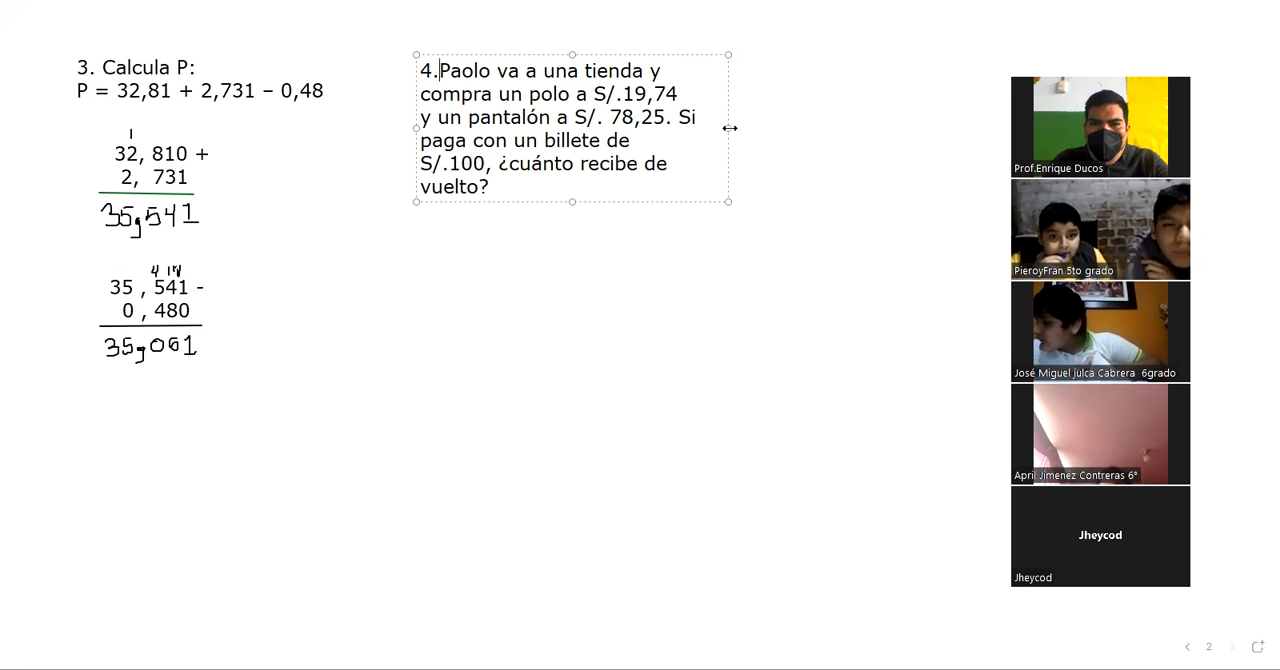 3. Calcula P:
P = 32,81 + 2,731 – 0,48
1
32, 810 +
2, 731
35,541
4 14
35 , 541 -
0 , 480
35,061
4.Paolo va a una tienda y
compra un polo a S/.19,74
y un pantalón a S/. 78,25. Si
paga con un billete de
S/.100, ¿cuánto recibe de
vuelto?
Prof.Enrique Ducos
PieroyFran 5to grado
José Miguel julca Cabrera 6grado
April Jimenez Contreras 6°
Jheycod
Jheycod
2